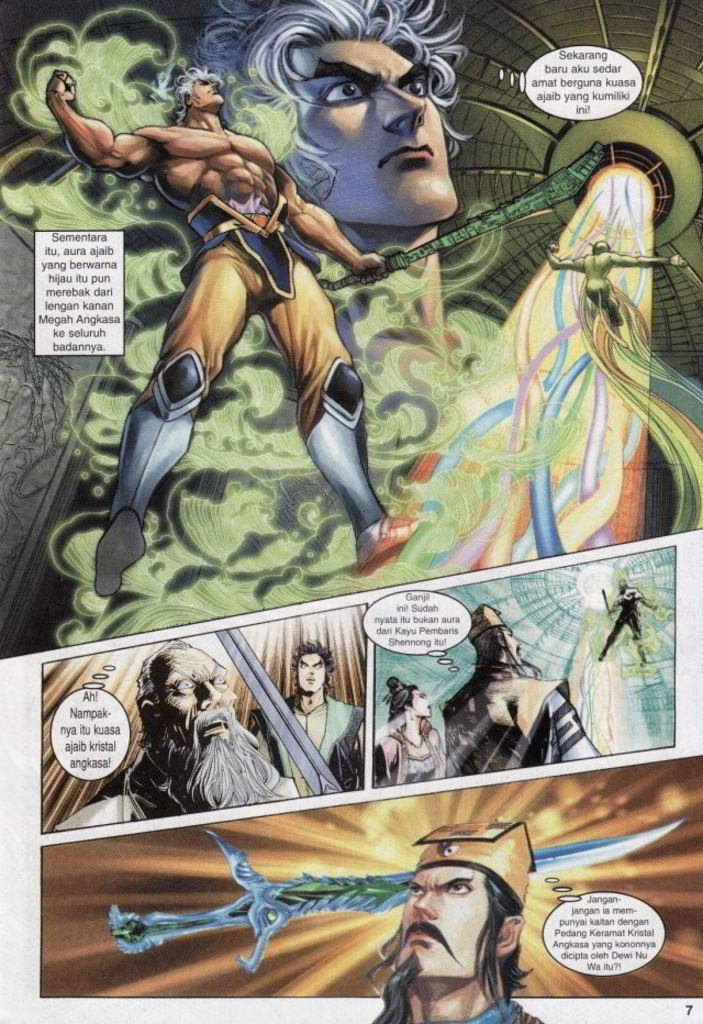 Sekarang
baru aku sedar
amat berguna kuasa
ajaib yang kumiliki
ini!
Sementara
itu, aura ajaib
yang berwarna
hijau itu pun
merebak dari
lengan kanan
Megah Angkasa
ke seluruh
badannya.
Ah!
Nampak-
nya itu kuasa
ajaib kristal
angkasa!
Ganjil
ini! Sudah
nyata itu bukan aura
dari Kayu Pembaris
Shennong itu!
Jangan-
jangan ia mem-
punyai kaitan dengan
Pedang Keramat Kristal
Angkasa yang kononnya
dicipta oleh Dewi Nu
Wa itu?!
7